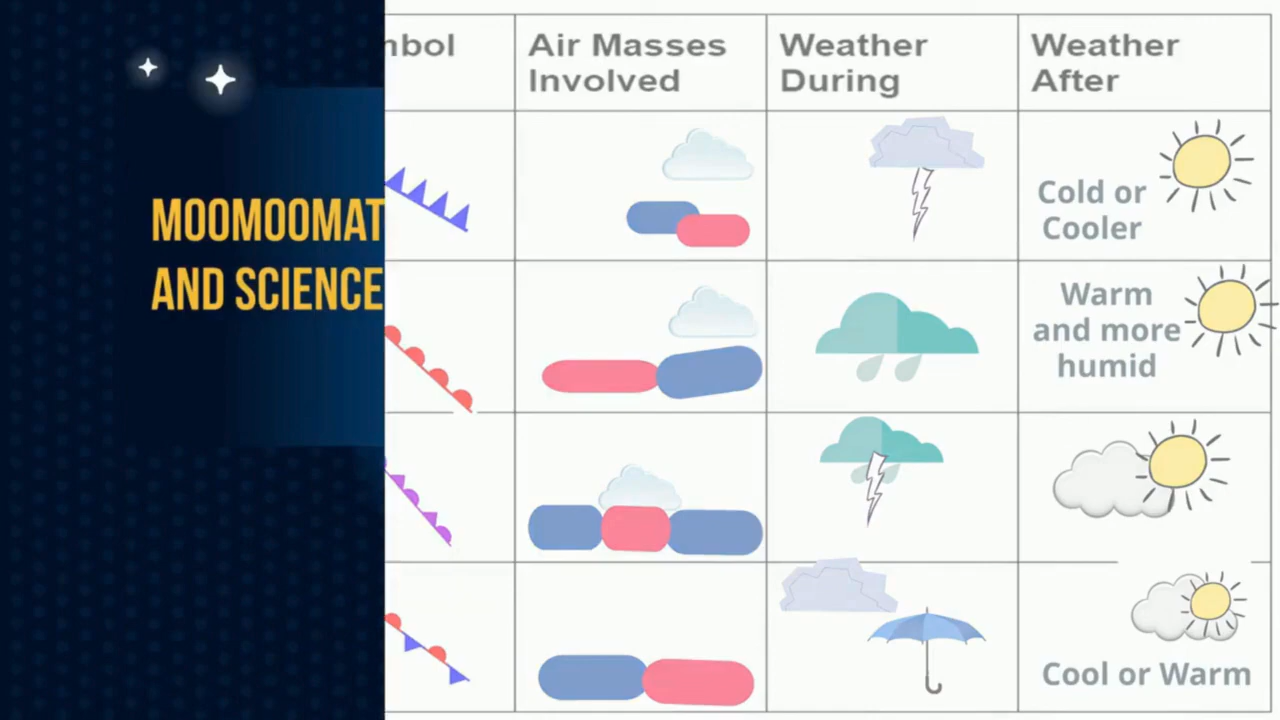 MOOMOOMAT
AND SCIENCE
nbol
Air Masses
Involved
Weather
During
Weather
After
Cold or
Cooler
Warm
and more
humid
Cool or Warm